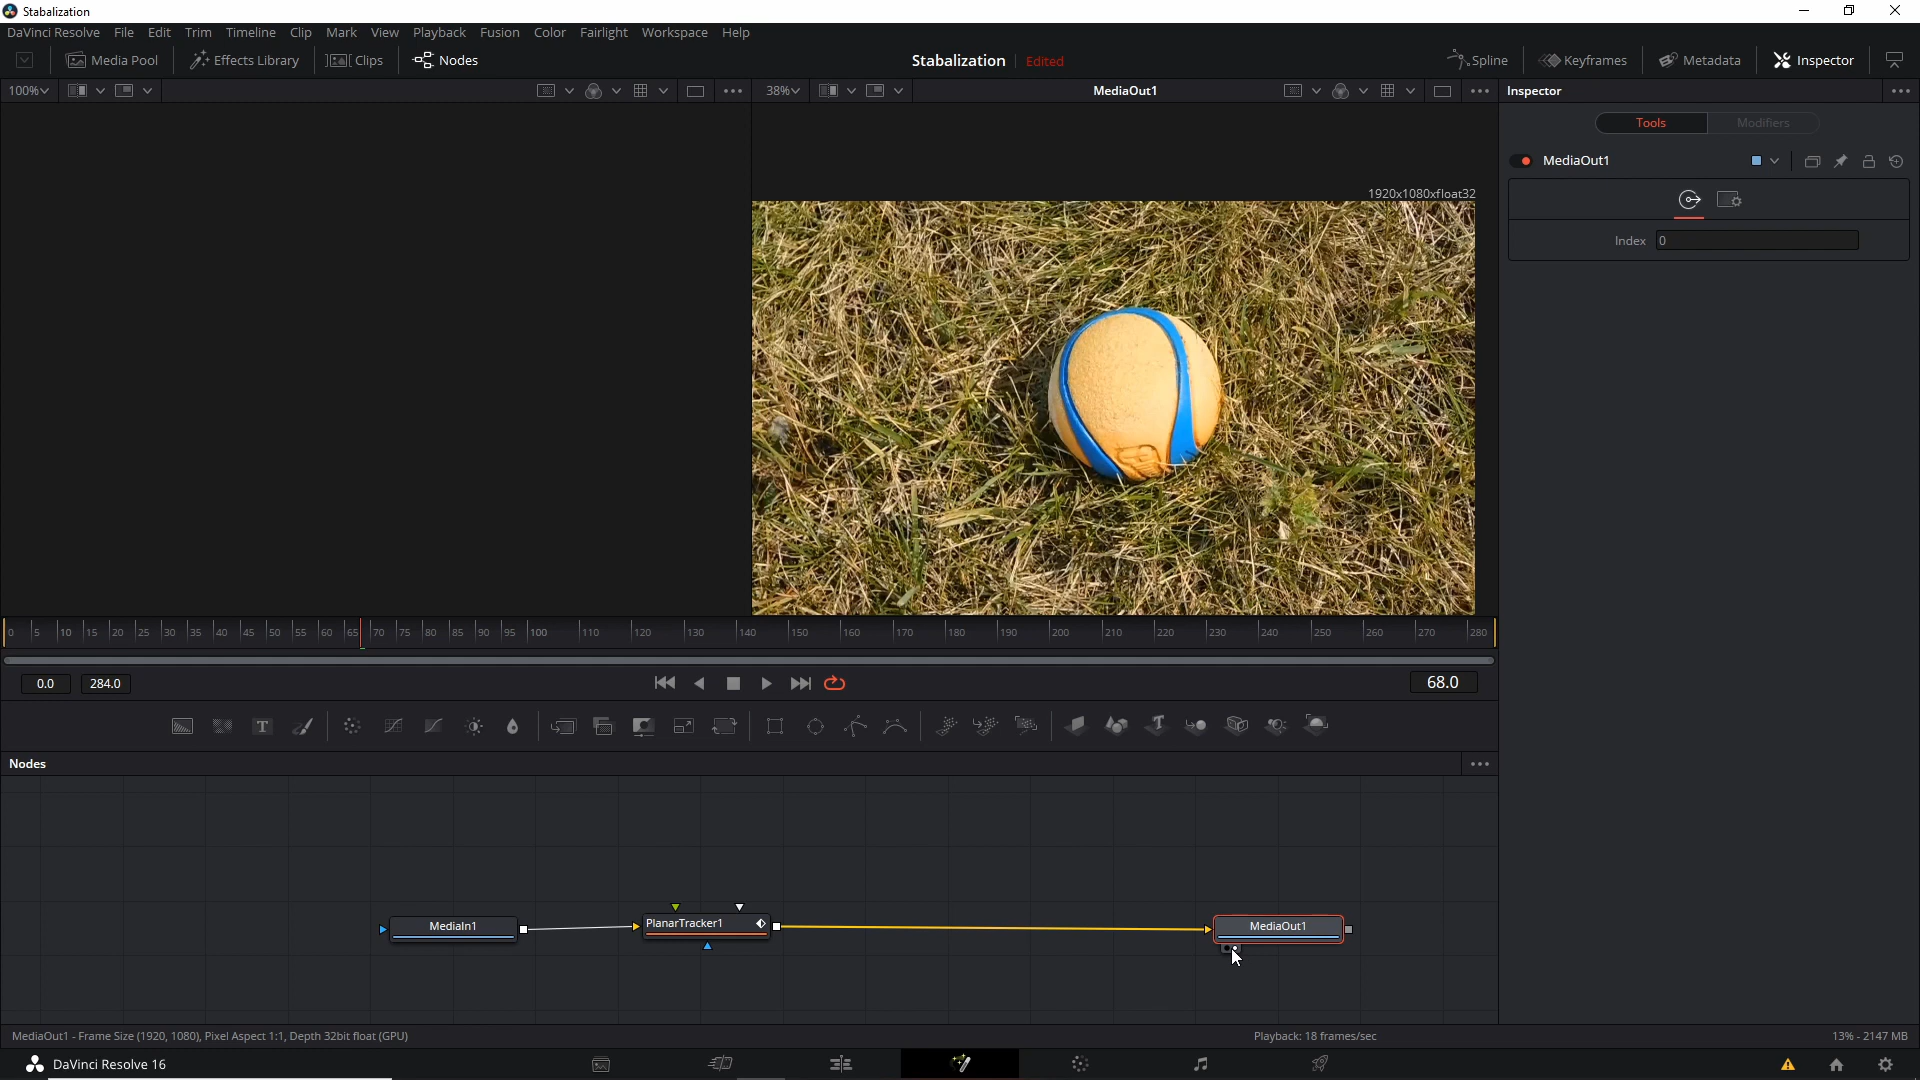 Stabalization
DaVinci Resolve File Edit Trim Timeline Clip Mark View Playback Fusion Color Fairlight Workspace Help
Media Pool Effects Library Clips Nodes Stabalization Edited Spline Keyframes Metadata Inspector
100% 38% MediaOut1 Inspector
Tools Modifiers
MediaOut1
1920x1080xfloat32
Index 0
0 5 10 15 20 25 30 35 40 45 50 55 60 65 70 75 80 85 90 95 100 110 120 130 140 150 160 170 180 190 200 210 220 230 240 250 260 270 280
0.0 284.0 68.0
Nodes
MediaIn1 PlanarTracker1 MediaOut1
MediaOut1 - Frame Size (1920, 1080), Pixel Aspect 1:1, Depth 32bit float (GPU) Playback: 18 frames/sec 13% - 2147 MB
DaVinci Resolve 16